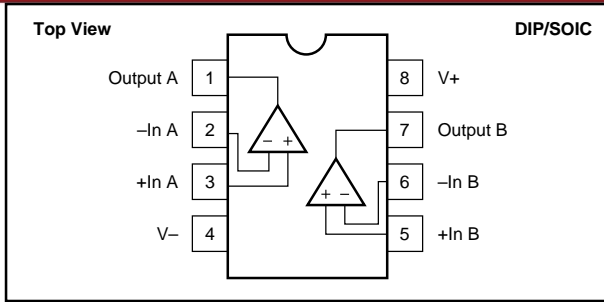 Top View DIP/SOIC
Output A 1 8 V+
–In A 2 7 Output B
– +
+In A 3 6 –In B
+ –
V– 4 5 +In B